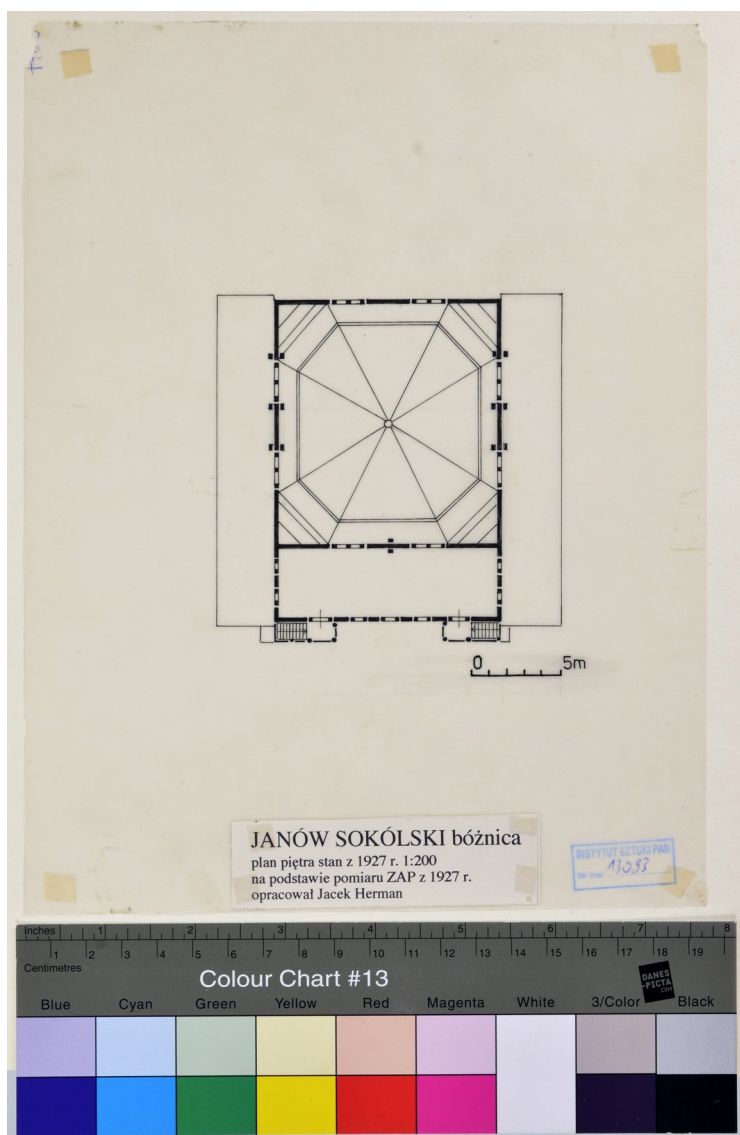 0 5m
JANÓW SOKÓLSKI bóżnica
plan piętra stan z 1927 r. 1:200
na podstawie pomiaru ZAP z 1927 r.
opracował Jacek Herman
INSTYTUT SZTUKI PAN
13093
Inches 1 2 3 4 5 6 7 8
1 2 3 4 5 6 7 8 9 10 11 12 13 14 15 16 17 18 19
Centimetres
Colour Chart #13
DANES
-PICTA
.COM
Blue Cyan Green Yellow Red Magenta White 3/Color Black